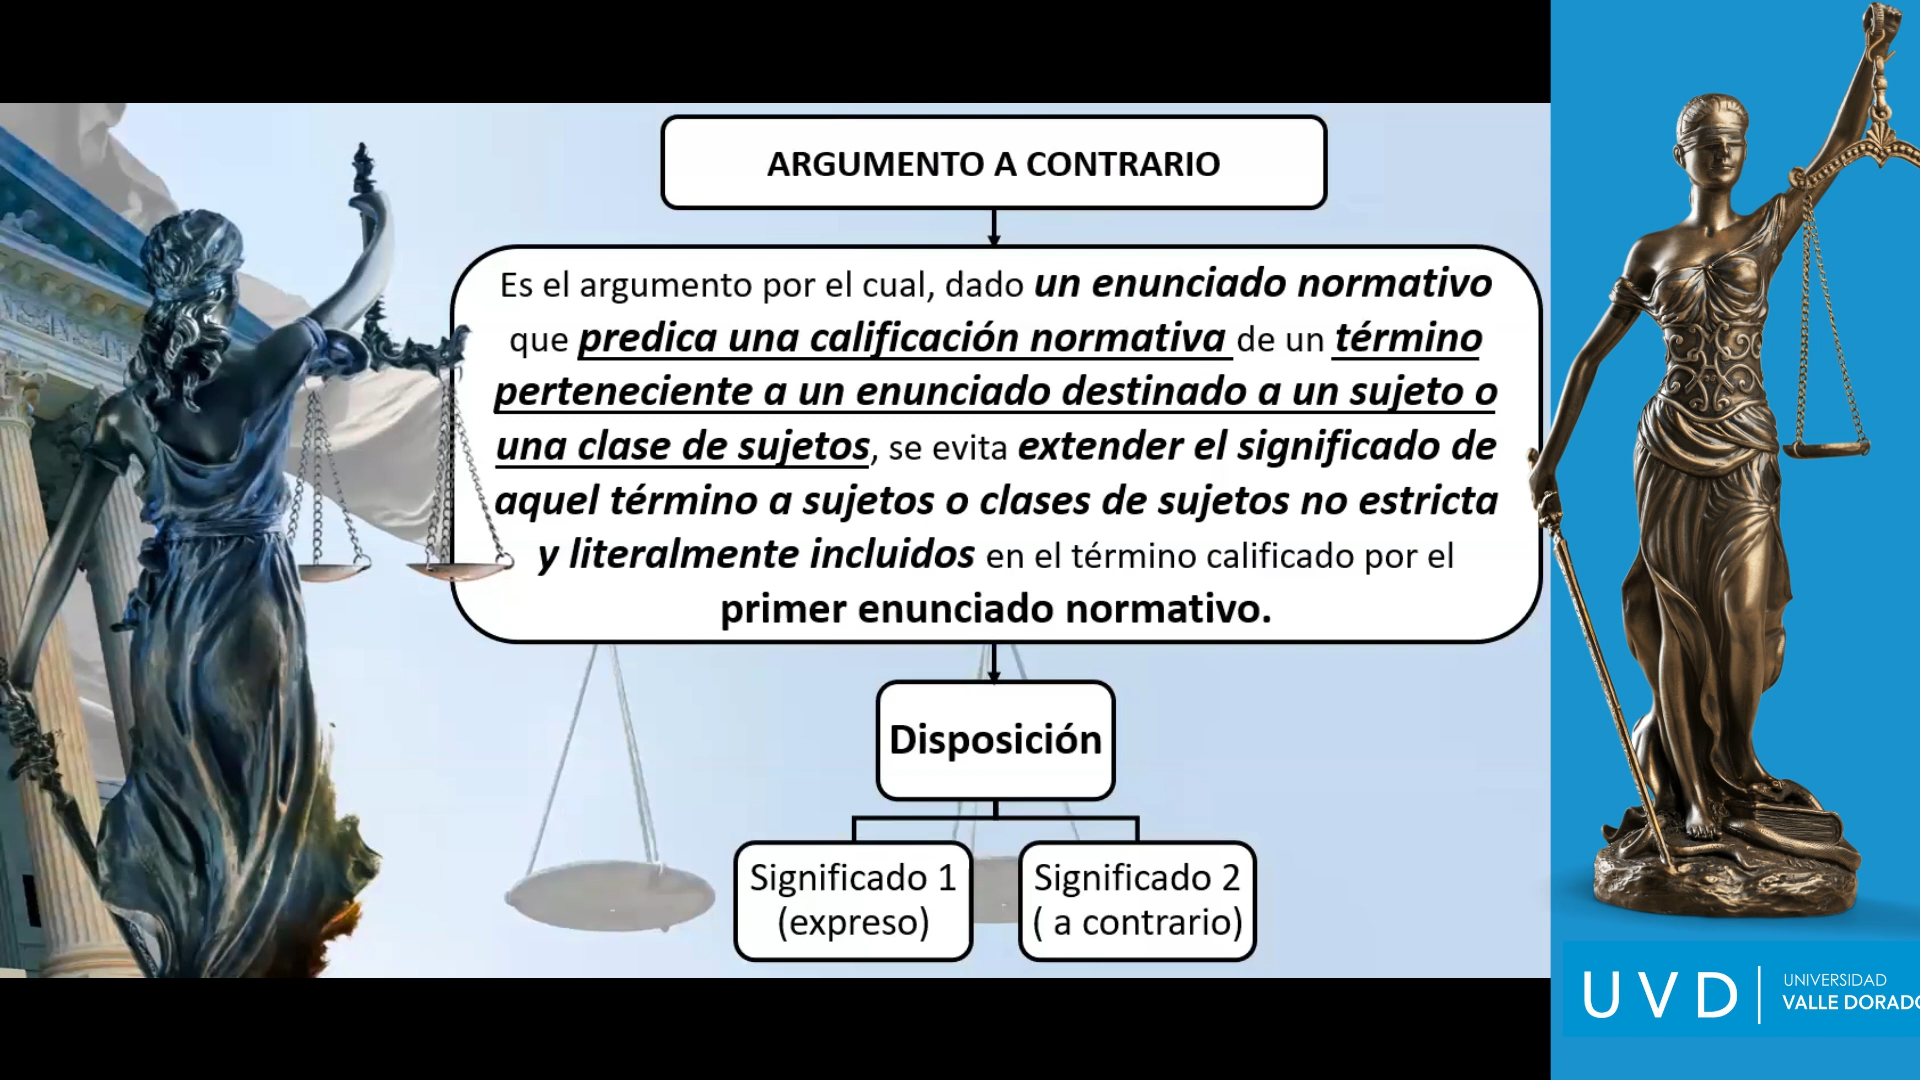 ARGUMENTO A CONTRARIO
Es el argumento por el cual, dado un enunciado normativo
que predica una calificación normativa de un término
perteneciente a un enunciado destinado a un sujeto o
una clase de sujetos, se evita extender el significado de
aquel término a sujetos o clases de sujetos no estricta
y literalmente incluidos en el término calificado por el
primer enunciado normativo.
Disposición
Significado 1
(expreso)
Significado 2
( a contrario)
UVD
UNIVERSIDAD
VALLE DORADO